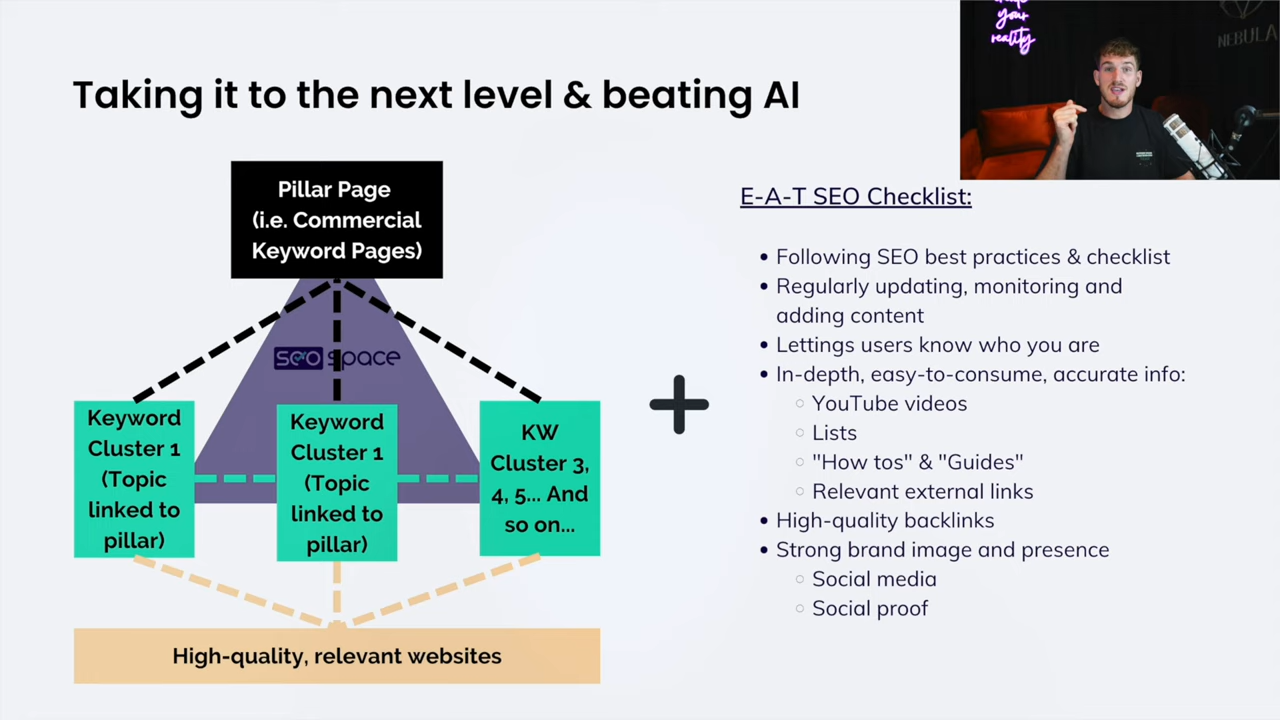 Taking it to the next level & beating AI
your
reality
NEBULA
Pillar Page
(i.e. Commercial
Keyword Pages)
seo space
Keyword
Cluster 1
(Topic
linked to
pillar)
Keyword
Cluster 1
(Topic
linked to
pillar)
KW
Cluster 3,
4, 5... And
so on...
High-quality, relevant websites
E-A-T SEO Checklist:
Following SEO best practices & checklist
Regularly updating, monitoring and
adding content
Lettings users know who you are
In-depth, easy-to-consume, accurate info:
YouTube videos
Lists
"How tos" & "Guides"
Relevant external links
High-quality backlinks
Strong brand image and presence
Social media
Social proof